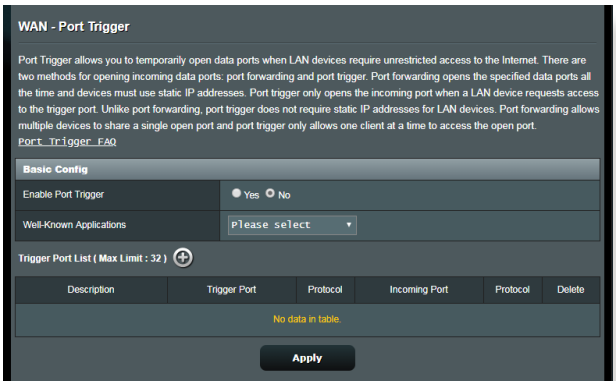 WAN - Port Trigger
Port Trigger allows you to temporarily open data ports when LAN devices require unrestricted access to the Internet. There are
two methods for opening incoming data ports: port forwarding and port trigger. Port forwarding opens the specified data ports all
the time and devices must use static IP addresses. Port trigger only opens the incoming port when a LAN device requests access
to the trigger port. Unlike port forwarding, port trigger does not require static IP addresses for LAN devices. Port forwarding allows
multiple devices to share a single open port and port trigger only allows one client at a time to access the open port.
Port Trigger FAQ
Basic Config
Enable Port Trigger Yes No
Well-Known Applications Please select
Trigger Port List ( Max Limit : 32 )
Description Trigger Port Protocol Incoming Port Protocol Delete
No data in table.
Apply